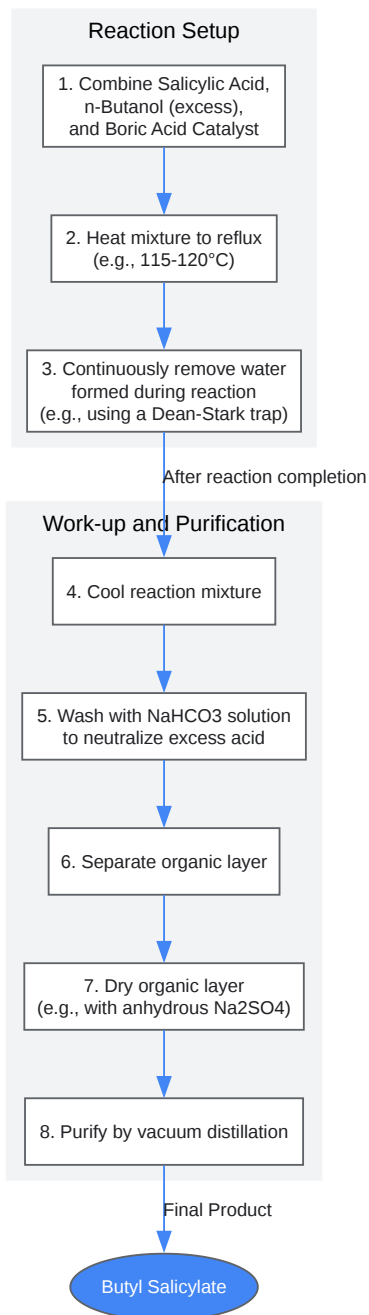 Reaction Setup
1. Combine Salicylic Acid,
n-Butanol (excess),
and Boric Acid Catalyst
2. Heat mixture to reflux
(e.g., 115-120°C)
3. Continuously remove water
formed during reaction
(e.g., using a Dean-Stark trap)
After reaction completion
Work-up and Purification
4. Cool reaction mixture
5. Wash with NaHCO3 solution
to neutralize excess acid
6. Separate organic layer
7. Dry organic layer
(e.g., with anhydrous Na2SO4)
8. Purify by vacuum distillation
Final Product
Butyl Salicylate